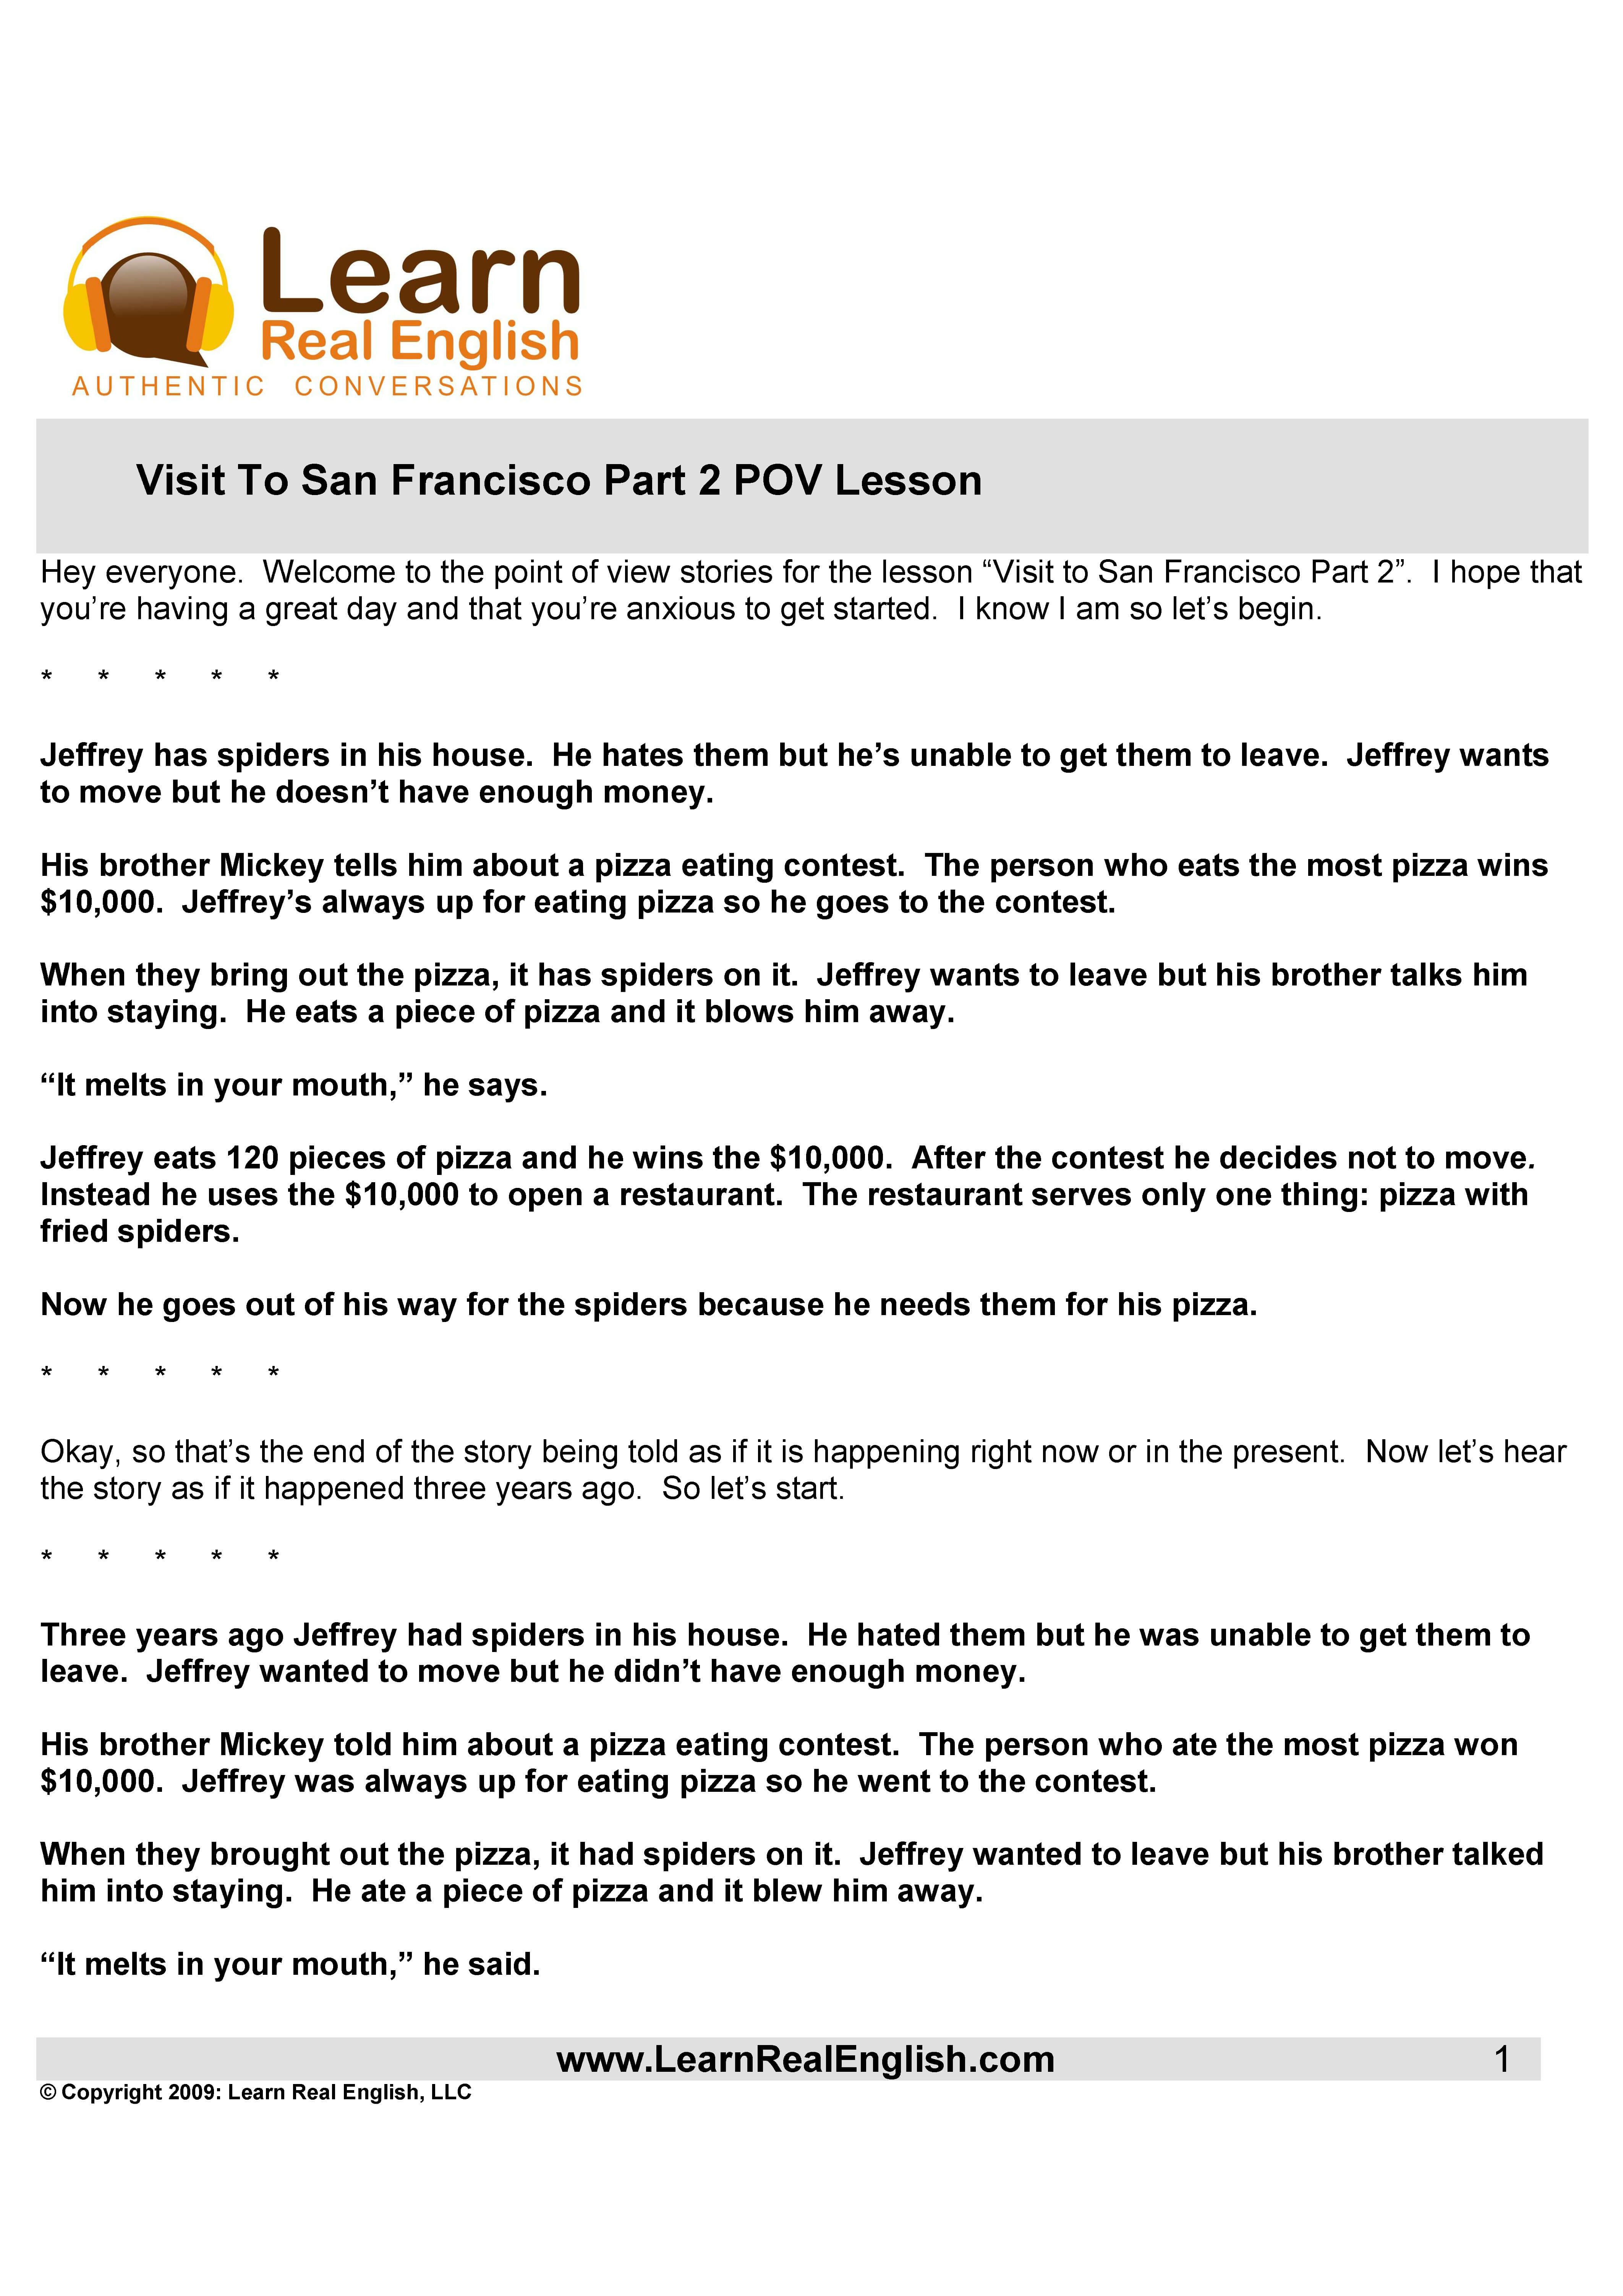 Learn
Real English
AUTHENTIC CONVERSATIONS
Visit To San Francisco Part 2 POV Lesson
Hey everyone.  Welcome to the point of view stories for the lesson “Visit to San Francisco Part 2”.  I hope that
you’re having a great day and that you’re anxious to get started.  I know I am so let’s begin.
* * * * *
Jeffrey has spiders in his house.  He hates them but he’s unable to get them to leave.  Jeffrey wants
to move but he doesn’t have enough money.
His brother Mickey tells him about a pizza eating contest.  The person who eats the most pizza wins
$10,000.  Jeffrey’s always up for eating pizza so he goes to the contest.
When they bring out the pizza, it has spiders on it.  Jeffrey wants to leave but his brother talks him
into staying.  He eats a piece of pizza and it blows him away.
“It melts in your mouth,” he says.
Jeffrey eats 120 pieces of pizza and he wins the $10,000.  After the contest he decides not to move.
Instead he uses the $10,000 to open a restaurant.  The restaurant serves only one thing: pizza with
fried spiders.
Now he goes out of his way for the spiders because he needs them for his pizza.
* * * * *
Okay, so that’s the end of the story being told as if it is happening right now or in the present.  Now let’s hear
the story as if it happened three years ago.  So let’s start.
* * * * *
Three years ago Jeffrey had spiders in his house.  He hated them but he was unable to get them to
leave.  Jeffrey wanted to move but he didn’t have enough money.
His brother Mickey told him about a pizza eating contest.  The person who ate the most pizza won
$10,000.  Jeffrey was always up for eating pizza so he went to the contest.
When they brought out the pizza, it had spiders on it.  Jeffrey wanted to leave but his brother talked
him into staying.  He ate a piece of pizza and it blew him away.
“It melts in your mouth,” he said.
www.LearnRealEnglish.com 1
© Copyright 2009: Learn Real English, LLC